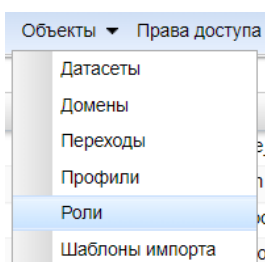 Объекты ▼ Права доступа
Датасеты
Домены
Переходы
Профили
Роли
Шаблоны импорта